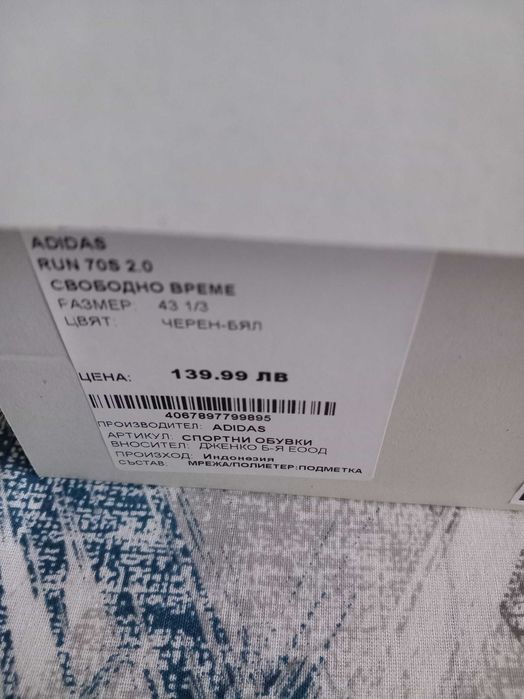 ADIDAS
RUN 70S 2.0
СВОБОДНО ВРЕМЕ
РАЗМЕР: 43 1/3
ЦВЯТ: ЧЕРЕН-БЯЛ
ЦЕНА: 139.99 ЛВ
4067897799895
ПРОИЗВОДИТЕЛ: ADIDAS
АРТИКУЛ: СПОРТНИ ОБУВКИ
ВНОСИТЕЛ: ДЖЕНКО Б-Я ЕООД
ПРОИЗХОД: Индонезия
СЪСТАВ: МРЕЖА/ПОЛИЕТЕР:ПОДМЕТКА